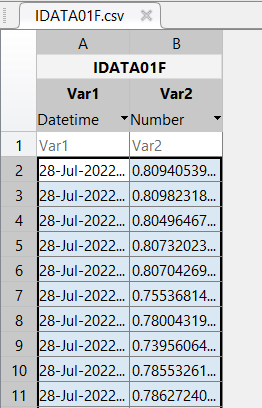 IDATA01F.csv
A B
IDATA01F
Var1 Var2
Datetime Number
1 Var1 Var2
2 28-Jul-2022... 0.80940539...
3 28-Jul-2022... 0.80982318...
4 28-Jul-2022... 0.80496467...
5 28-Jul-2022... 0.80732023...
6 28-Jul-2022... 0.80704269...
7 28-Jul-2022... 0.75536814...
8 28-Jul-2022... 0.78004319...
9 28-Jul-2022... 0.73956064...
10 28-Jul-2022... 0.78553261...
11 28-Jul-2022... 0.78627240...